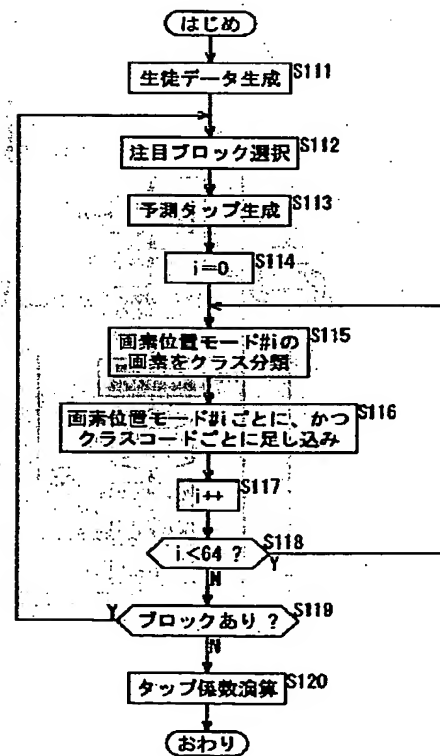 はじめ
生徒データ生成 S111
注目ブロック選択 S112
予測タップ生成 S113
i=0 S114
画素位置モード#iの
画素をクラス分類 S115
画素位置モード#iごとに、かつ
クラスコードごとに足し込み S116
i++ S117
i<64 ? S118
Y
N
ブロックあり ? S119
Y
N
タップ係数演算 S120
おわり